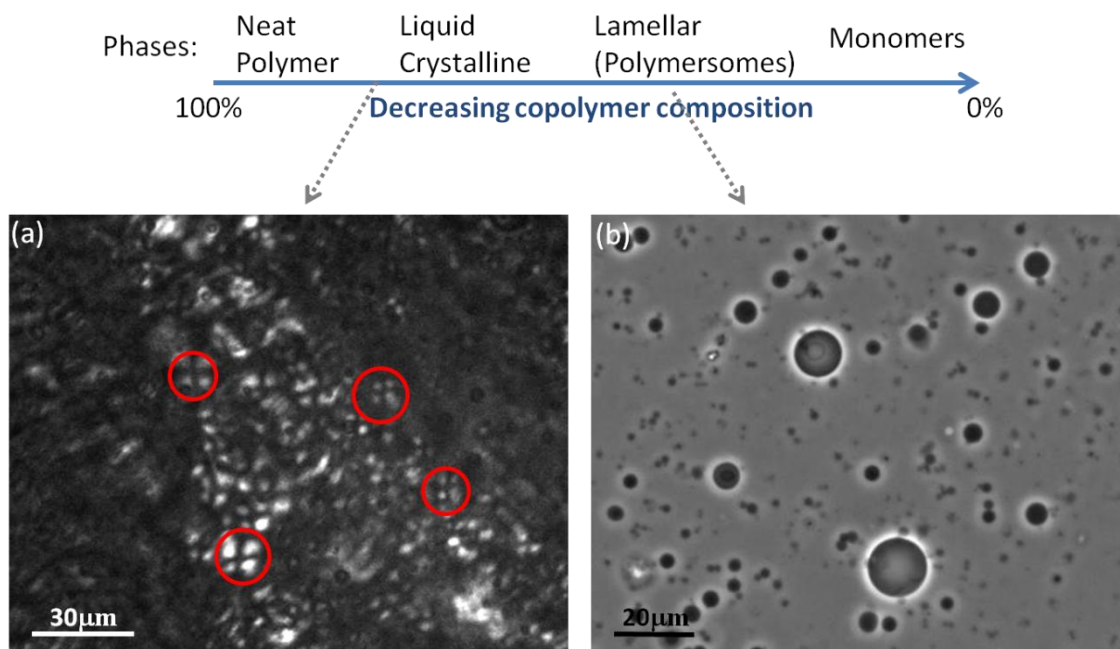 Phases:
Neat
Polymer
Liquid
Crystalline
Lamellar
(Polymersomes)
Monomers
100%
Decreasing copolymer composition
0%
(a)
(b)
30μm
20μm